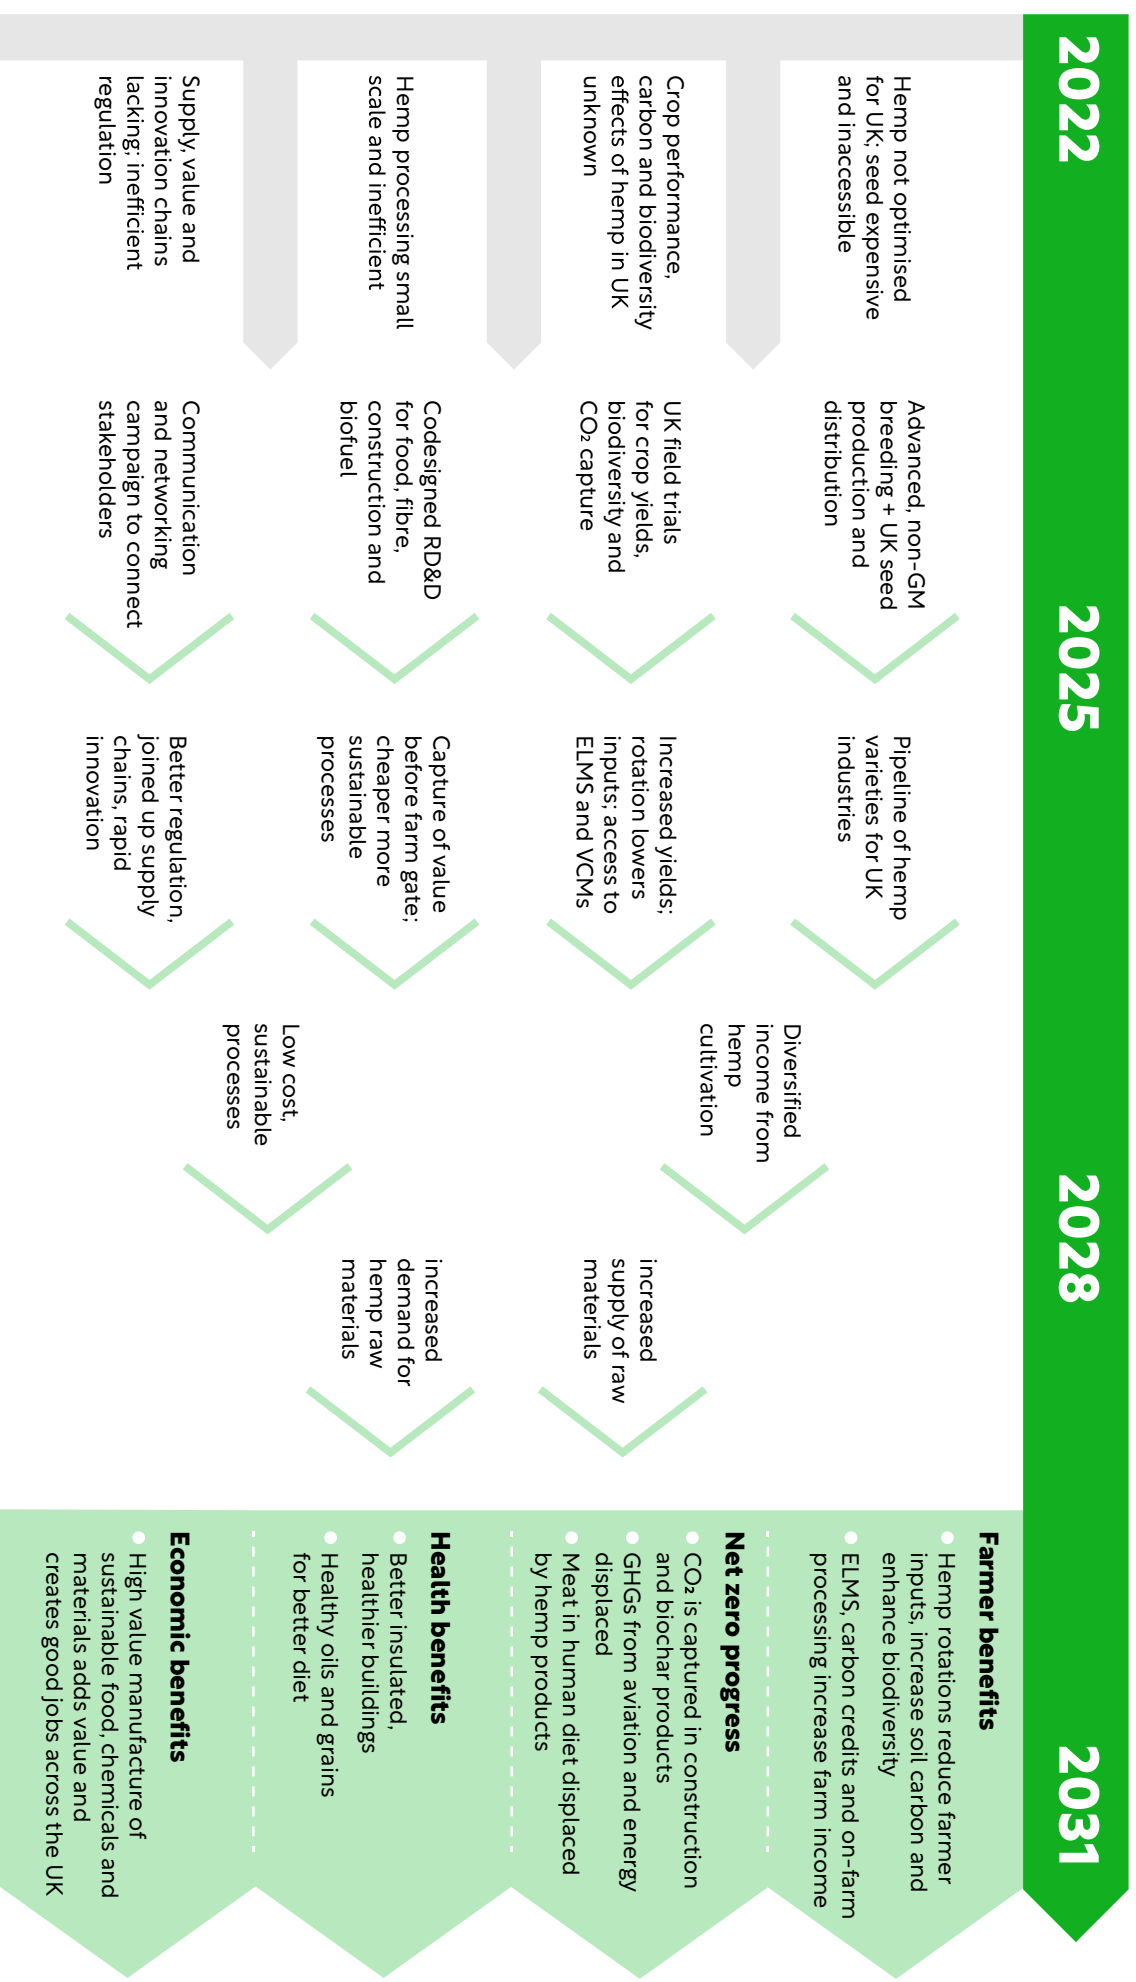 2022
2025
2028
2031
Hemp not optimised
for UK; seed expensive
and inaccessible
Advanced, non-GM
breeding + UK seed
production and
distribution
Pipeline of hemp
varieties for UK
industries
Crop performance,
carbon and biodiversity
effects of hemp in UK
unknown
UK field trials
for crop yields,
biodiversity and
CO₂ capture
Increased yields;
rotation lowers
inputs; access to
ELMS and VCMs
Diversified
income from
hemp
cultivation
increased
supply of raw
materials
Hemp processing small
scale and inefficient
Codesigned RD&D
for food, fibre,
construction and
biofuel
Capture of value
before farm gate;
cheaper more
sustainable
processes
Supply, value and
innovation chains
lacking; inefficient
regulation
Communication
and networking
campaign to connect
stakeholders
Better regulation,
joined up supply
chains, rapid
innovation
Low cost,
sustainable
processes
increased
demand for
hemp raw
materials
Farmer benefits
Hemp rotations reduce farmer
inputs, increase soil carbon and
enhance biodiversity
ELMS, carbon credits and on-farm
processing increase farm income
Net zero progress
CO₂ is captured in construction
and biochar products
GHGs from aviation and energy
displaced
Meat in human diet displaced
by hemp products
Health benefits
Better insulated,
healthier buildings
Healthy oils and grains
for better diet
Economic benefits
High value manufacture of
sustainable food, chemicals and
materials adds value and
creates good jobs across the UK